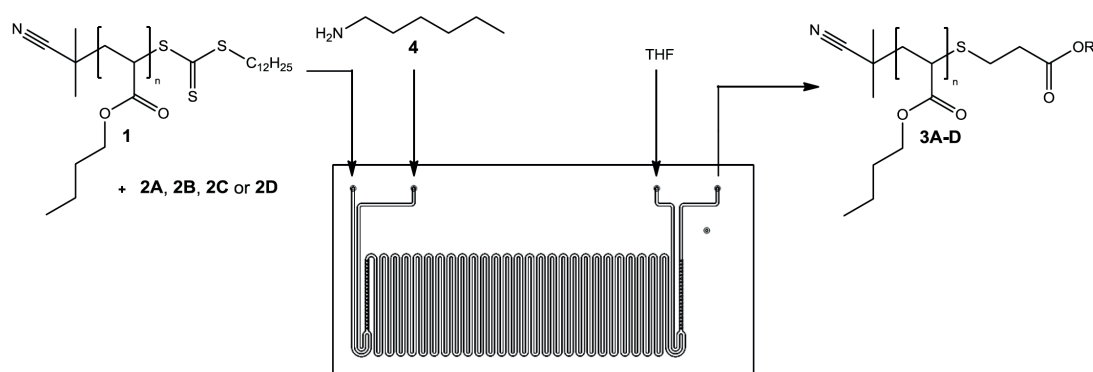 N
S
S
C12H25
n
S
O
O
1
+ 2A, 2B, 2C or 2D
H2N
4
THF
N
S
OR
n
O
O
O
3A-D